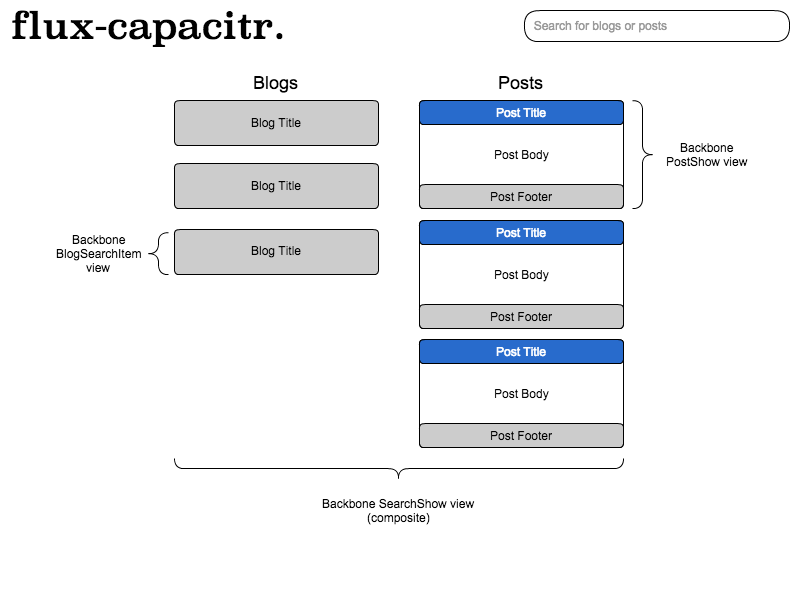 flux-capacitr.
Search for blogs or posts
Blogs
Posts
Blog Title
Blog Title
Blog Title
Backbone
BlogSearchItem
view
Post Title
Post Body
Post Footer
Post Title
Post Body
Post Footer
Post Title
Post Body
Post Footer
Backbone
PostShow view
Backbone SearchShow view
(composite)